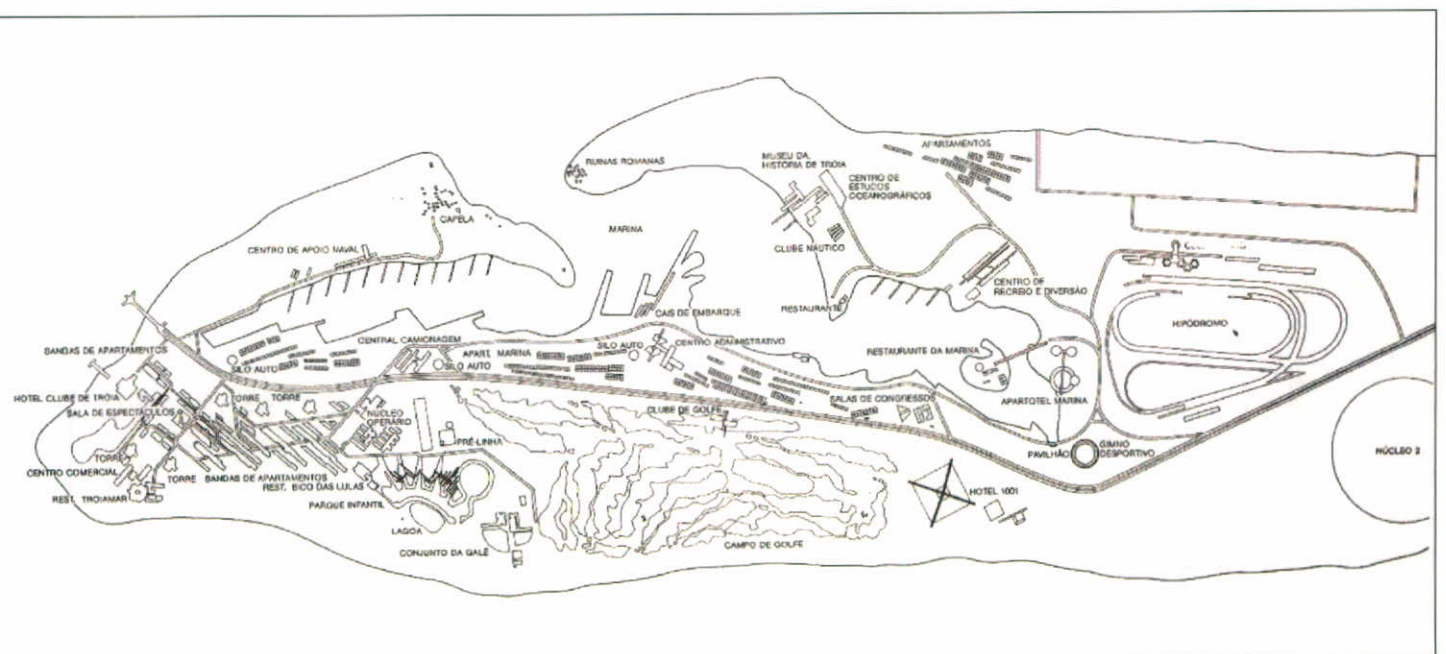 APARTAMENTOS
MUSEU DA
HISTÓRIA DE TRÓIA
RUINAS ROMANAS
CENTRO DE
ESTUDOS
OCEANOGRÁFICOS
CAPELA
MARINA
CENTRO DE APOIO NAVAL
CLUBE NÁUTICO
CENTRO DE
RECREIO E DIVERSÃO
RESTAURANTE
CAIS DE EMBARQUE
HIPÓDROMO
CENTRAL CAMIONAGEM
BANDAS DE APARTAMENTOS
APART. MARINA
SILO AUTO
CENTRO ADMINISTRATIVO
RESTAURANTE DA MARINA
SILO AUTO
SILO AUTO
HOTEL CLUBE DE TRÓIA
TORRE
TORRE
SALAS DE CONGRESSOS
APARTOTEL MARINA
SALA DE ESPECTÁCULOS
NÚCLEO
OPERÁRIO
CLUBE DE GOLFE
PRÉ-LINHA
GIMNO
DESPORTIVO
PAVILHÃO
NÚCLEO 2
TORRE
CENTRO COMERCIAL
TORRE
BANDAS DE APARTAMENTOS
REST. BICO DAS LULAS
REST. TROIAMAR
PARQUE INFANTIL
HOTEL 1001
LAGOA
CONJUNTO DA GALÉ
CAMPO DE GOLFE